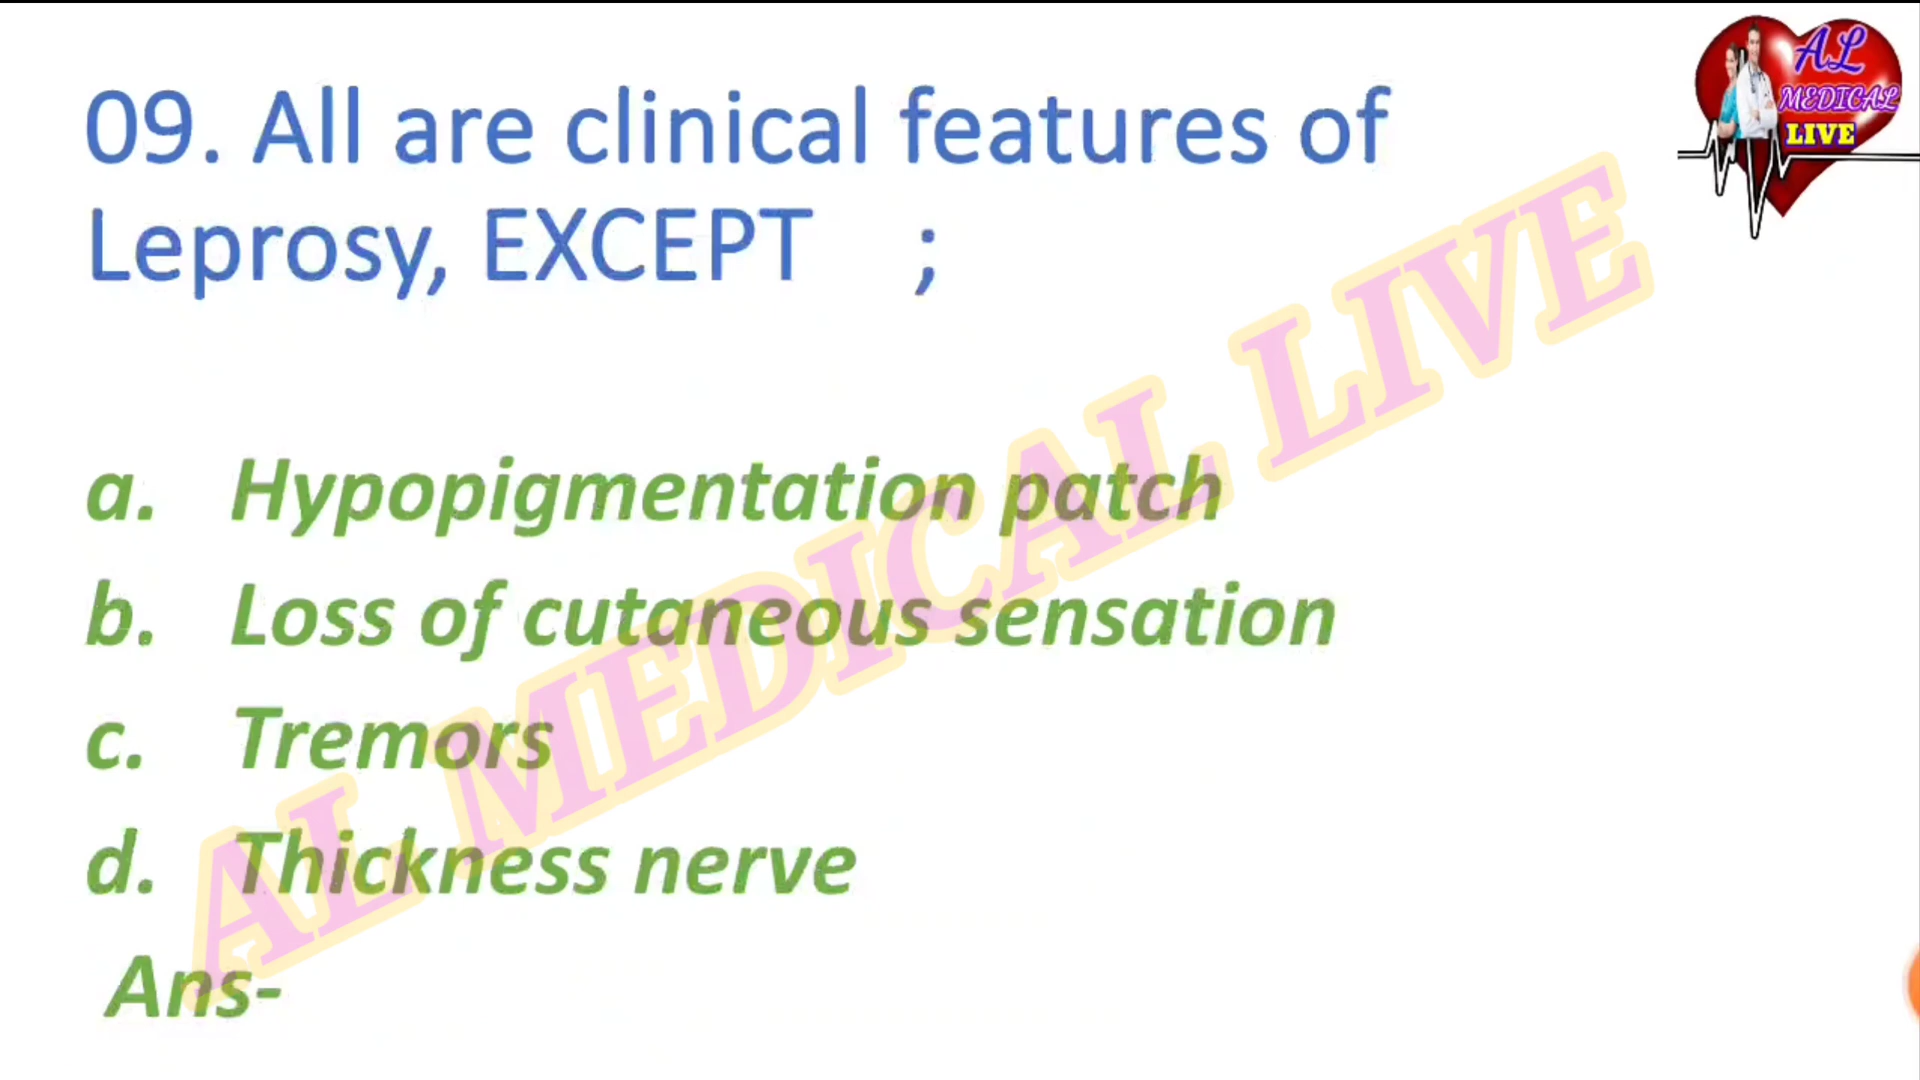 09. All are clinical features of
Leprosy, EXCEPT ;
a. Hypopigmentation patch
b. Loss of cutaneous sensation
c. Tremors
d. Thickness nerve
Ans-
AL MEDICAL LIVE
AL
MEDICAL
LIVE